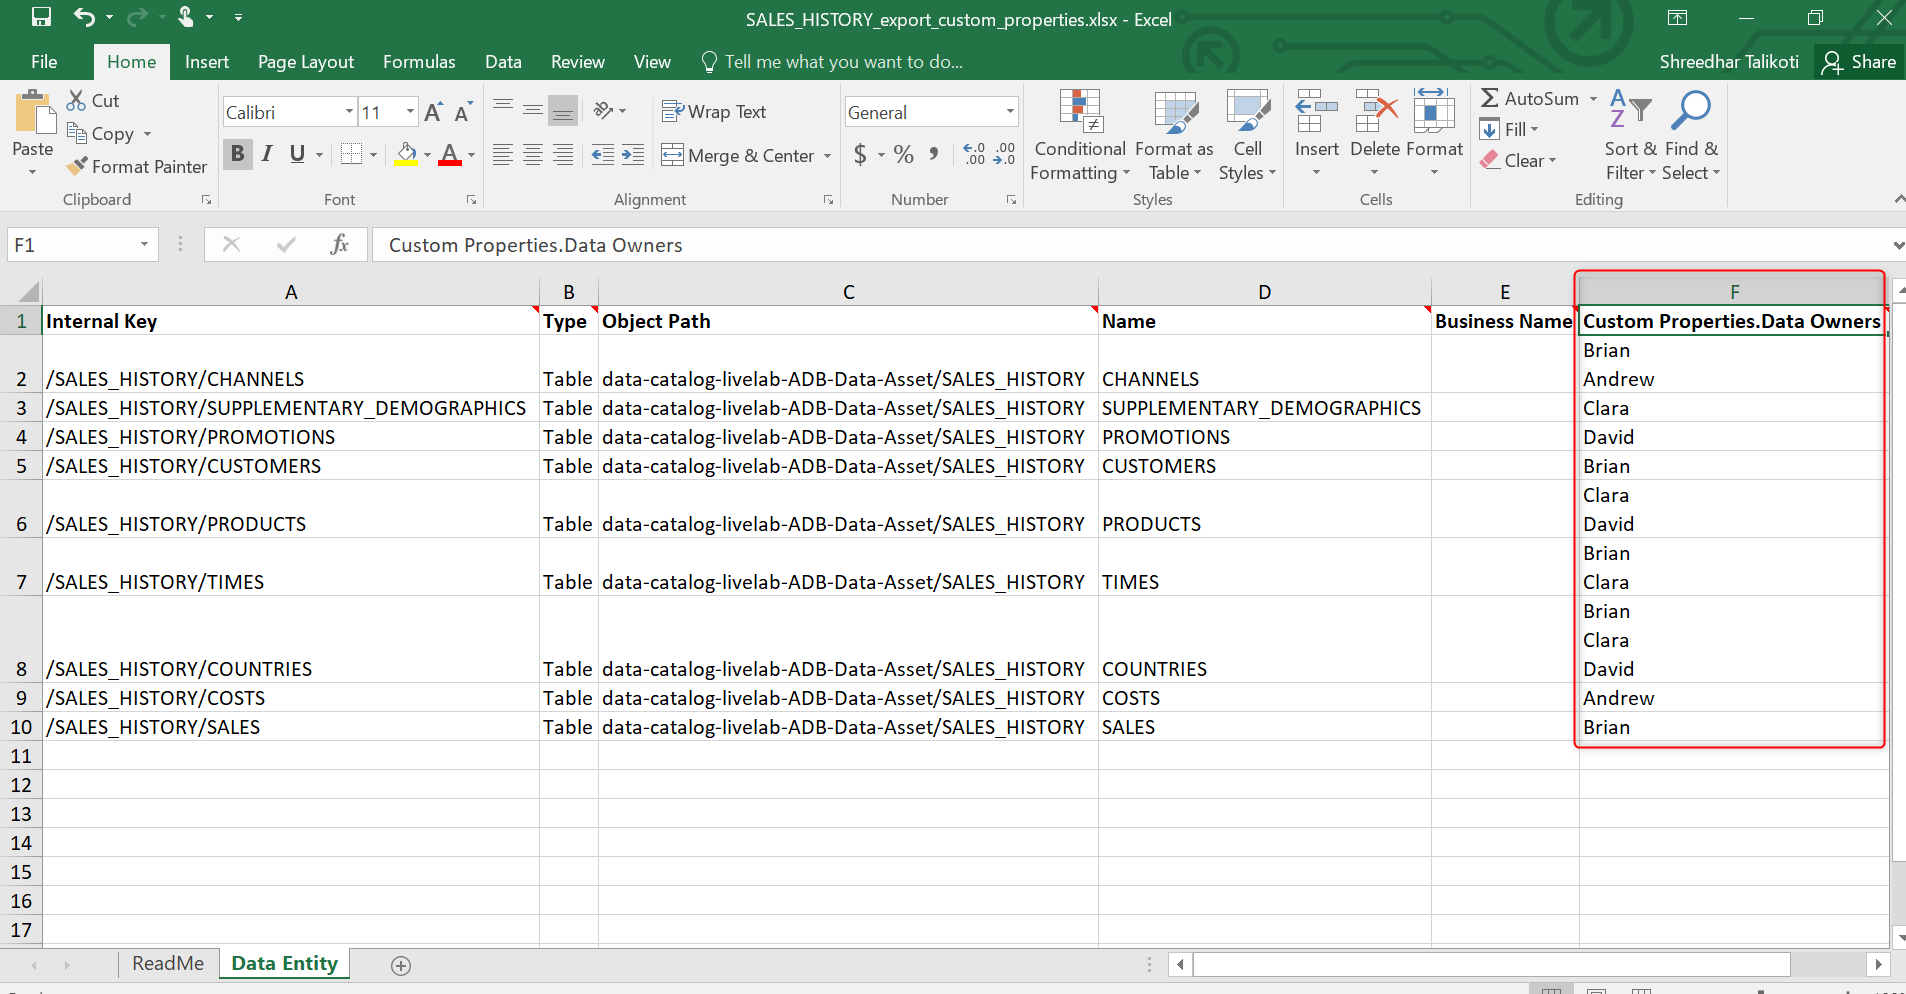 SALES_HISTORY_export_custom_properties.xlsx - Excel
File Home Insert Page Layout Formulas Data Review View Tell me what you want to do... Shreedhar Talikoti Share
Paste
Cut
Copy
Format Painter
Clipboard
Calibri 11
B I U
Font
Wrap Text
Merge & Center
Alignment
General
$ % ,
Number
Conditional Formatting
Format as Table
Cell Styles
Styles
Insert Delete Format
Cells
AutoSum
Fill
Clear
Sort & Filter
Find & Select
Editing
F1 fx Custom Properties.Data Owners
A B C D E F
1 Internal Key Type Object Path Name Business Name Custom Properties.Data Owners
Brian
2 /SALES_HISTORY/CHANNELS Table data-catalog-livelab-ADB-Data-Asset/SALES_HISTORY CHANNELS Andrew
3 /SALES_HISTORY/SUPPLEMENTARY_DEMOGRAPHICS Table data-catalog-livelab-ADB-Data-Asset/SALES_HISTORY SUPPLEMENTARY_DEMOGRAPHICS Clara
4 /SALES_HISTORY/PROMOTIONS Table data-catalog-livelab-ADB-Data-Asset/SALES_HISTORY PROMOTIONS David
5 /SALES_HISTORY/CUSTOMERS Table data-catalog-livelab-ADB-Data-Asset/SALES_HISTORY CUSTOMERS Brian
Clara
6 /SALES_HISTORY/PRODUCTS Table data-catalog-livelab-ADB-Data-Asset/SALES_HISTORY PRODUCTS David
Brian
7 /SALES_HISTORY/TIMES Table data-catalog-livelab-ADB-Data-Asset/SALES_HISTORY TIMES Clara
Brian
Clara
8 /SALES_HISTORY/COUNTRIES Table data-catalog-livelab-ADB-Data-Asset/SALES_HISTORY COUNTRIES David
9 /SALES_HISTORY/COSTS Table data-catalog-livelab-ADB-Data-Asset/SALES_HISTORY COSTS Andrew
10 /SALES_HISTORY/SALES Table data-catalog-livelab-ADB-Data-Asset/SALES_HISTORY SALES Brian
11
12
13
14
15
16
17
ReadMe Data Entity